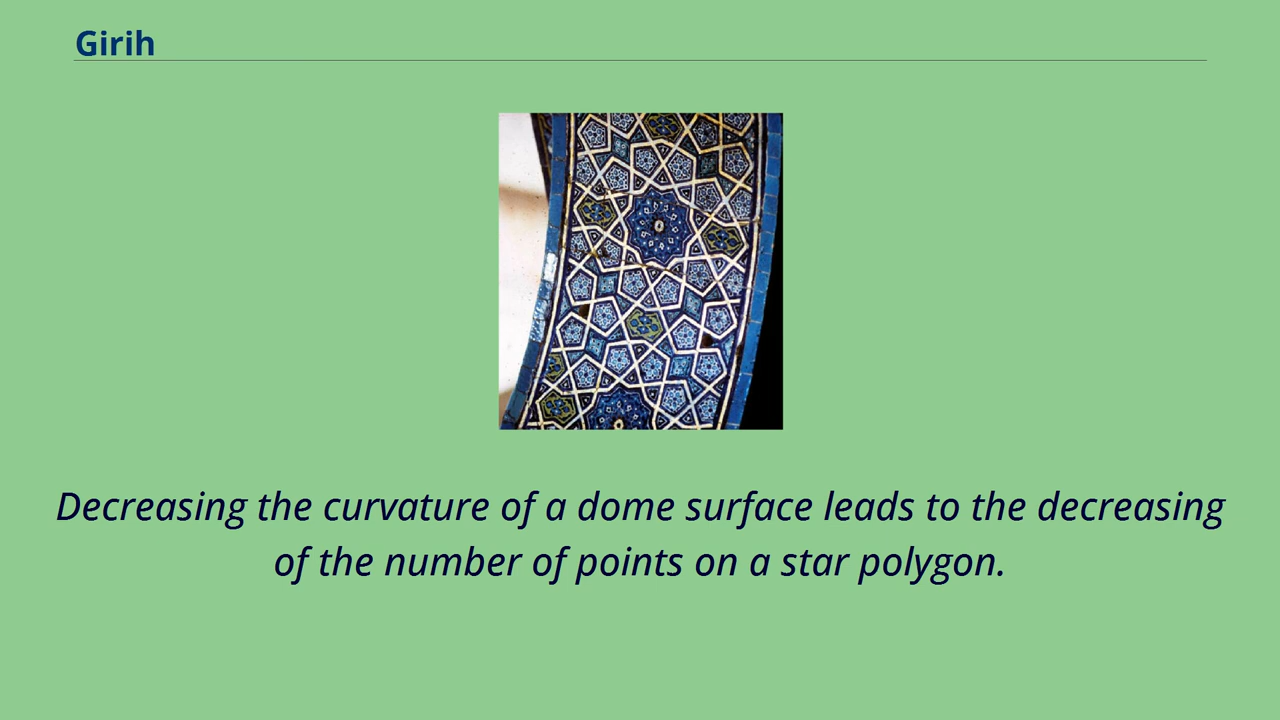 Girih
Decreasing the curvature of a dome surface leads to the decreasing
of the number of points on a star polygon.